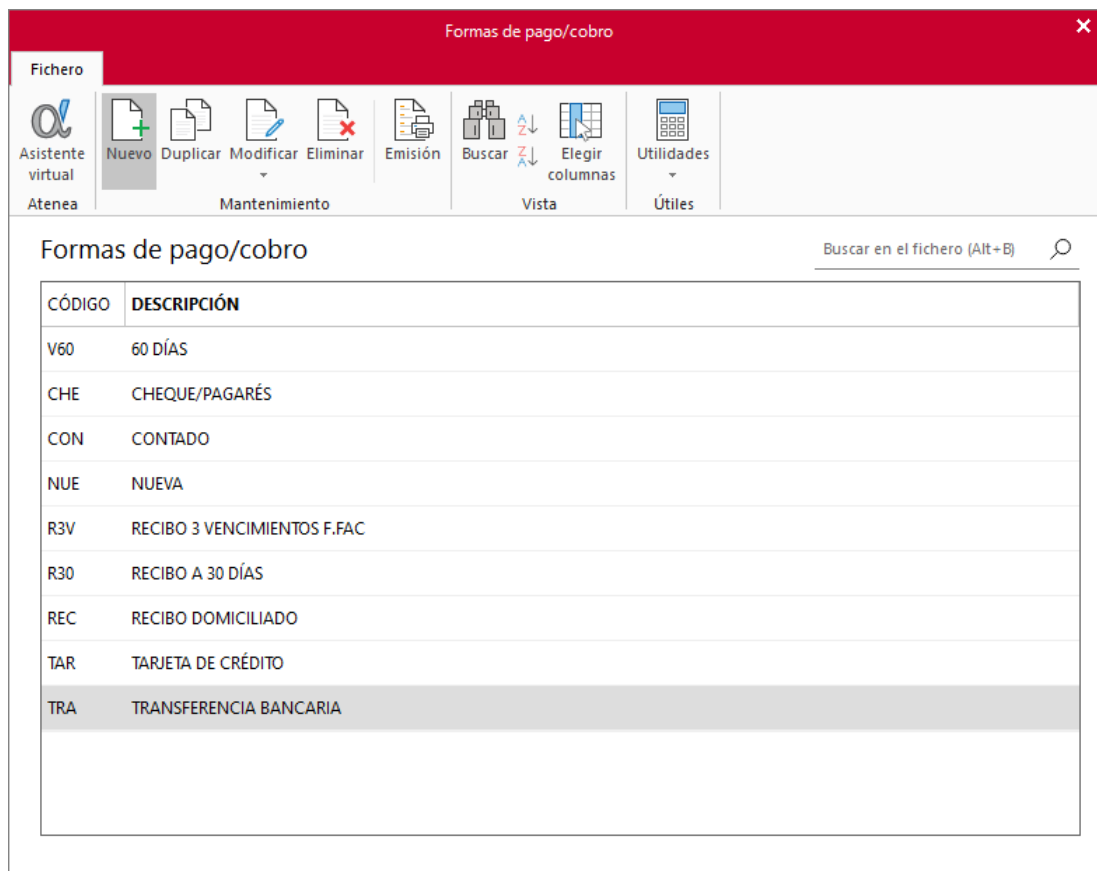 Formas de pago/cobro
Fichero
Asistente virtual
Nuevo Duplicar Modificar Eliminar Emisión
Buscar
A
Z
Z
A
Elegir columnas
Utilidades
Atenea Mantenimiento Vista Útiles
Formas de pago/cobro
Buscar en el fichero (Alt+B)
CÓDIGO DESCRIPCIÓN
V60 60 DÍAS
CHE CHEQUE/PAGARÉS
CON CONTADO
NUE NUEVA
R3V RECIBO 3 VENCIMIENTOS F.FAC
R30 RECIBO A 30 DÍAS
REC RECIBO DOMICILIADO
TAR TARJETA DE CRÉDITO
TRA TRANSFERENCIA BANCARIA